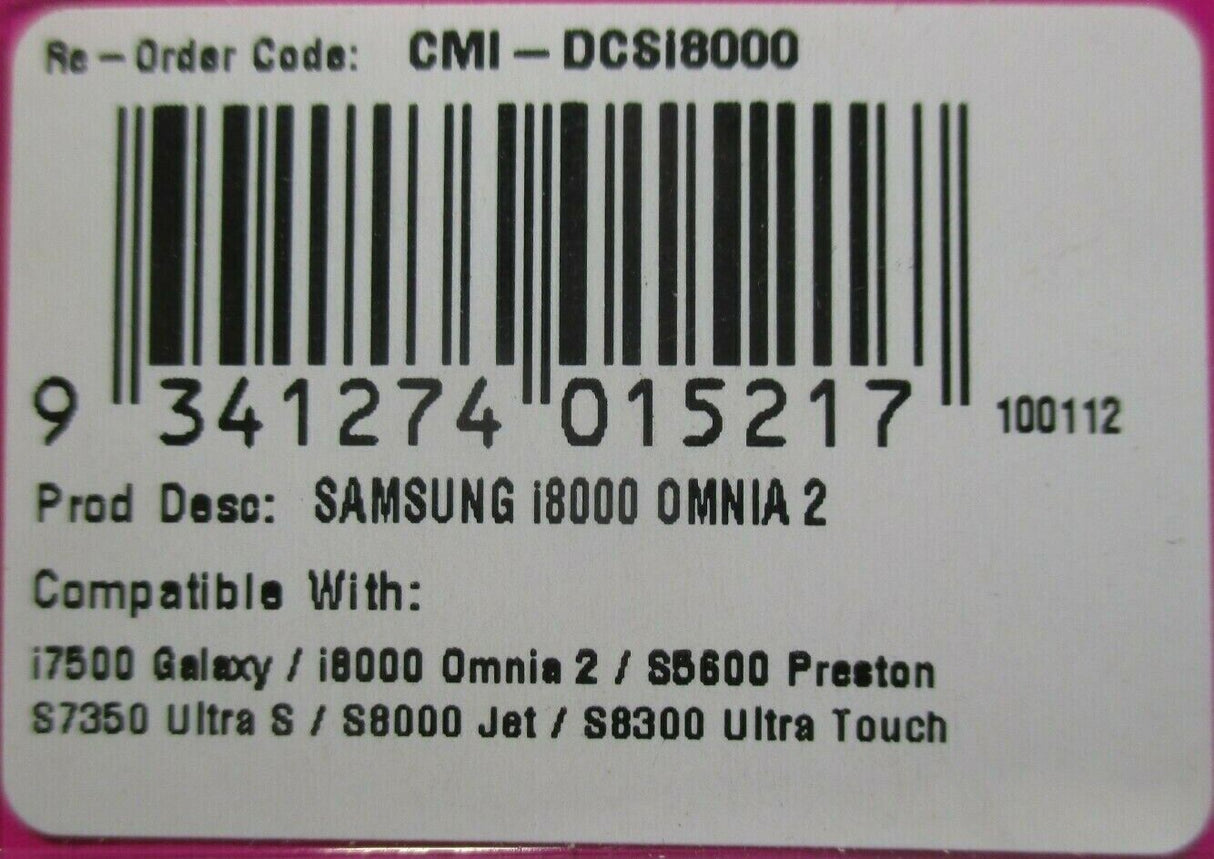 Re-Order Code: CMI-DCSi8000
9 341274 015217 100112
Prod Desc: SAMSUNG i8000 OMNIA 2
Compatible With:
i7500 Galaxy / i8000 Omnia 2 / S5600 Preston
S7350 Ultra S / S8000 Jet / S8300 Ultra Touch